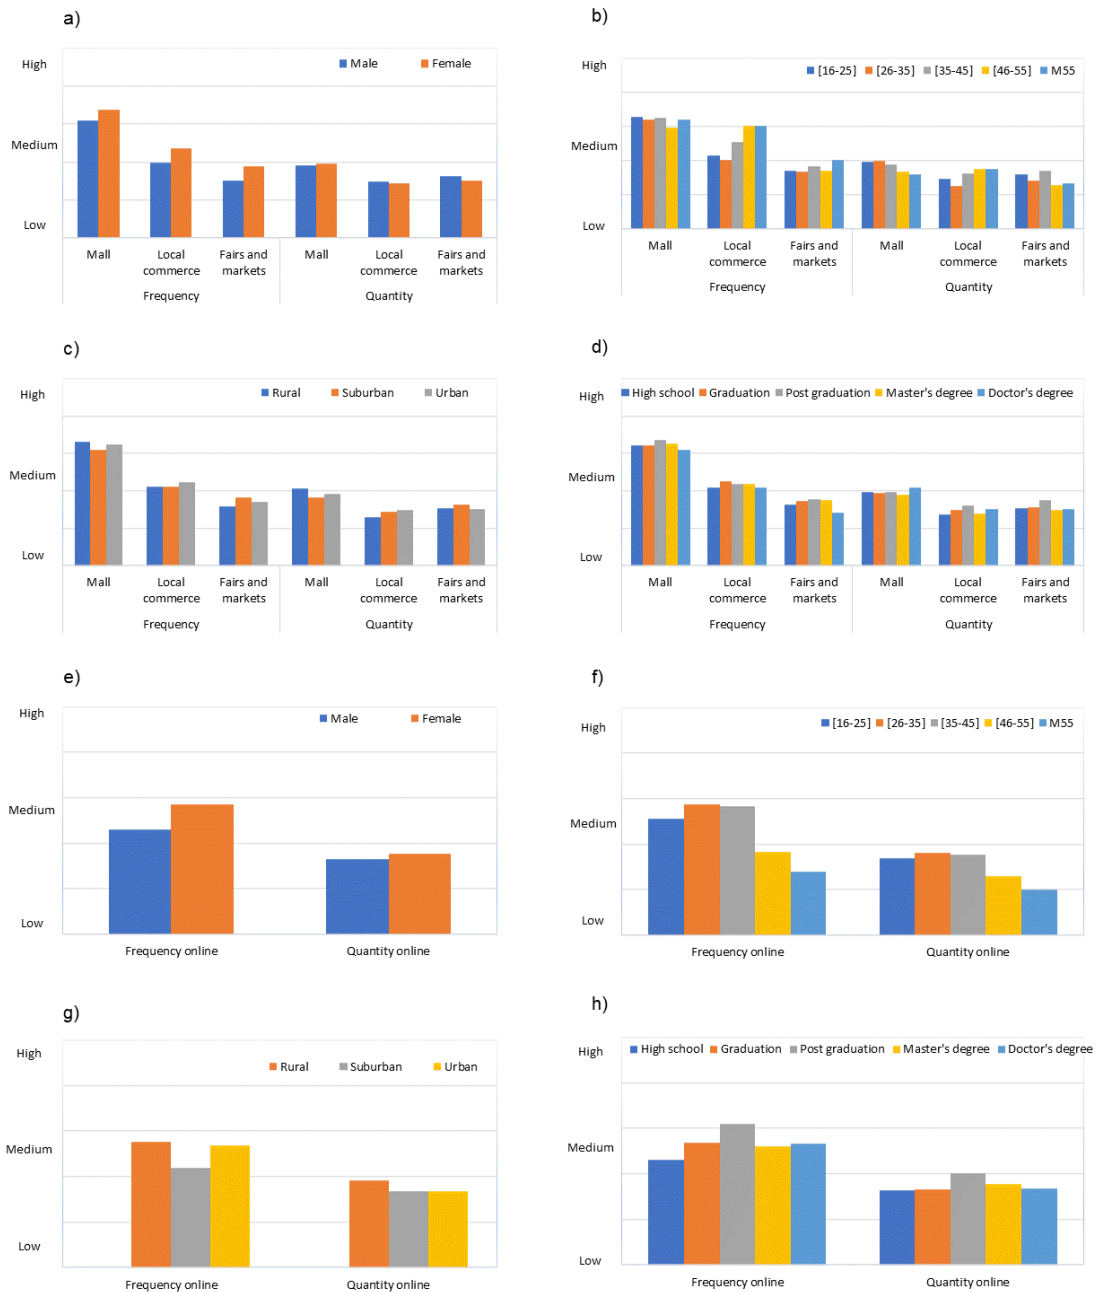 a)
High
Medium
Low
Male Female
Mall Local commerce Fairs and markets Mall Local commerce Fairs and markets
Frequency Quantity
b)
High
Medium
Low
[16-25] [26-35] [35-45] [46-55] M55
Mall Local commerce Fairs and markets Mall Local commerce Fairs and markets
Frequency Quantity
c)
High
Medium
Low
Rural Suburban Urban
Mall Local commerce Fairs and markets Mall Local commerce Fairs and markets
Frequency Quantity
d)
High
Medium
Low
High school Graduation Post graduation Master's degree Doctor's degree
Mall Local commerce Fairs and markets Mall Local commerce Fairs and markets
Frequency Quantity
e)
High
Medium
Low
Male Female
Frequency online Quantity online
f)
High
Medium
Low
[16-25] [26-35] [35-45] [46-55] M55
Frequency online Quantity online
g)
High
Medium
Low
Rural Suburban Urban
Frequency online Quantity online
h)
High
Medium
Low
High school Graduation Post graduation Master's degree Doctor's degree
Frequency online Quantity online